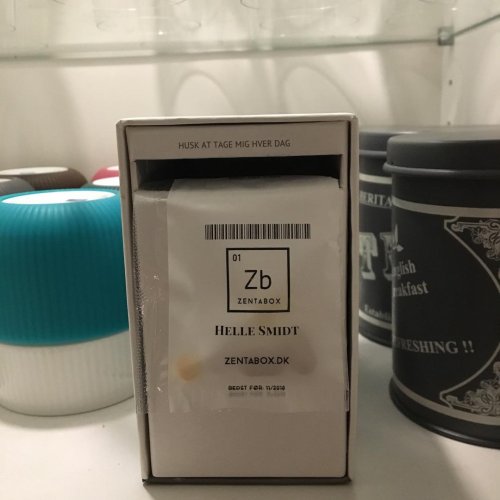 HUSK AT TAGE MIG HVER DAG
01
Zb
ZENTABOX
HELLE SMIDT
ZENTABOX.DK
BEDST FØR: 11/2018
English
Breakfast
REFRESHING !!